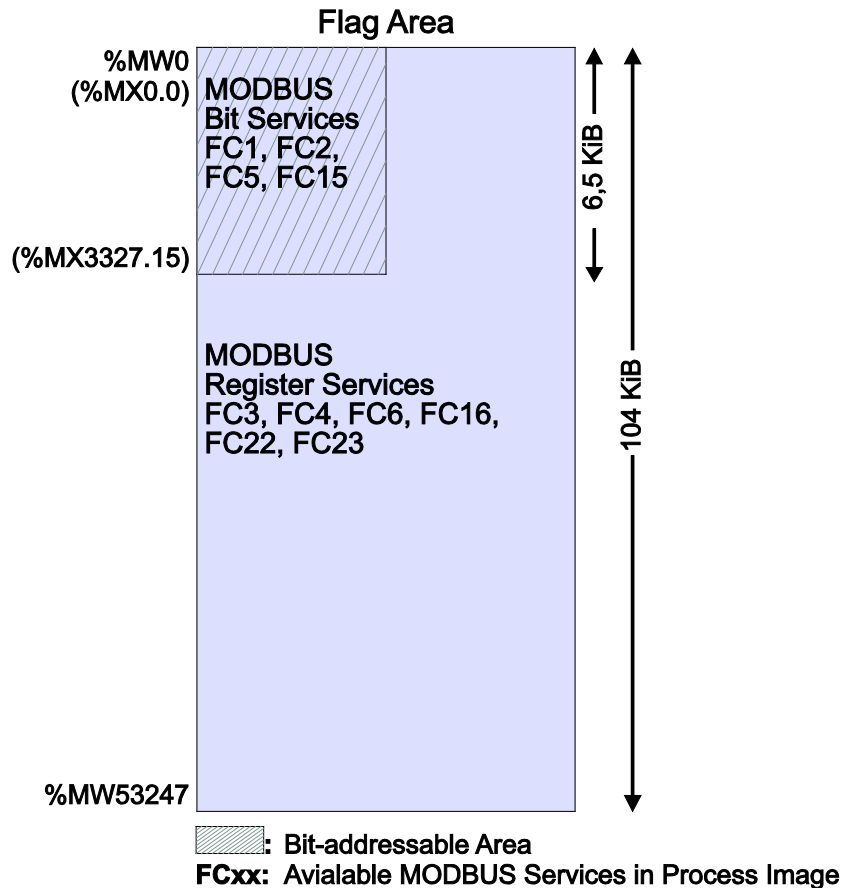 Flag Area
%MW0
(%MX0.0)
MODBUS
Bit Services
FC1, FC2,
FC5, FC15
6,5 KiB
(%MX3327.15)
MODBUS
Register Services
FC3, FC4, FC6, FC16,
FC22, FC23
104 KiB
%MW53247
: Bit-addressable Area
FCxx: Avialable MODBUS Services in Process Image